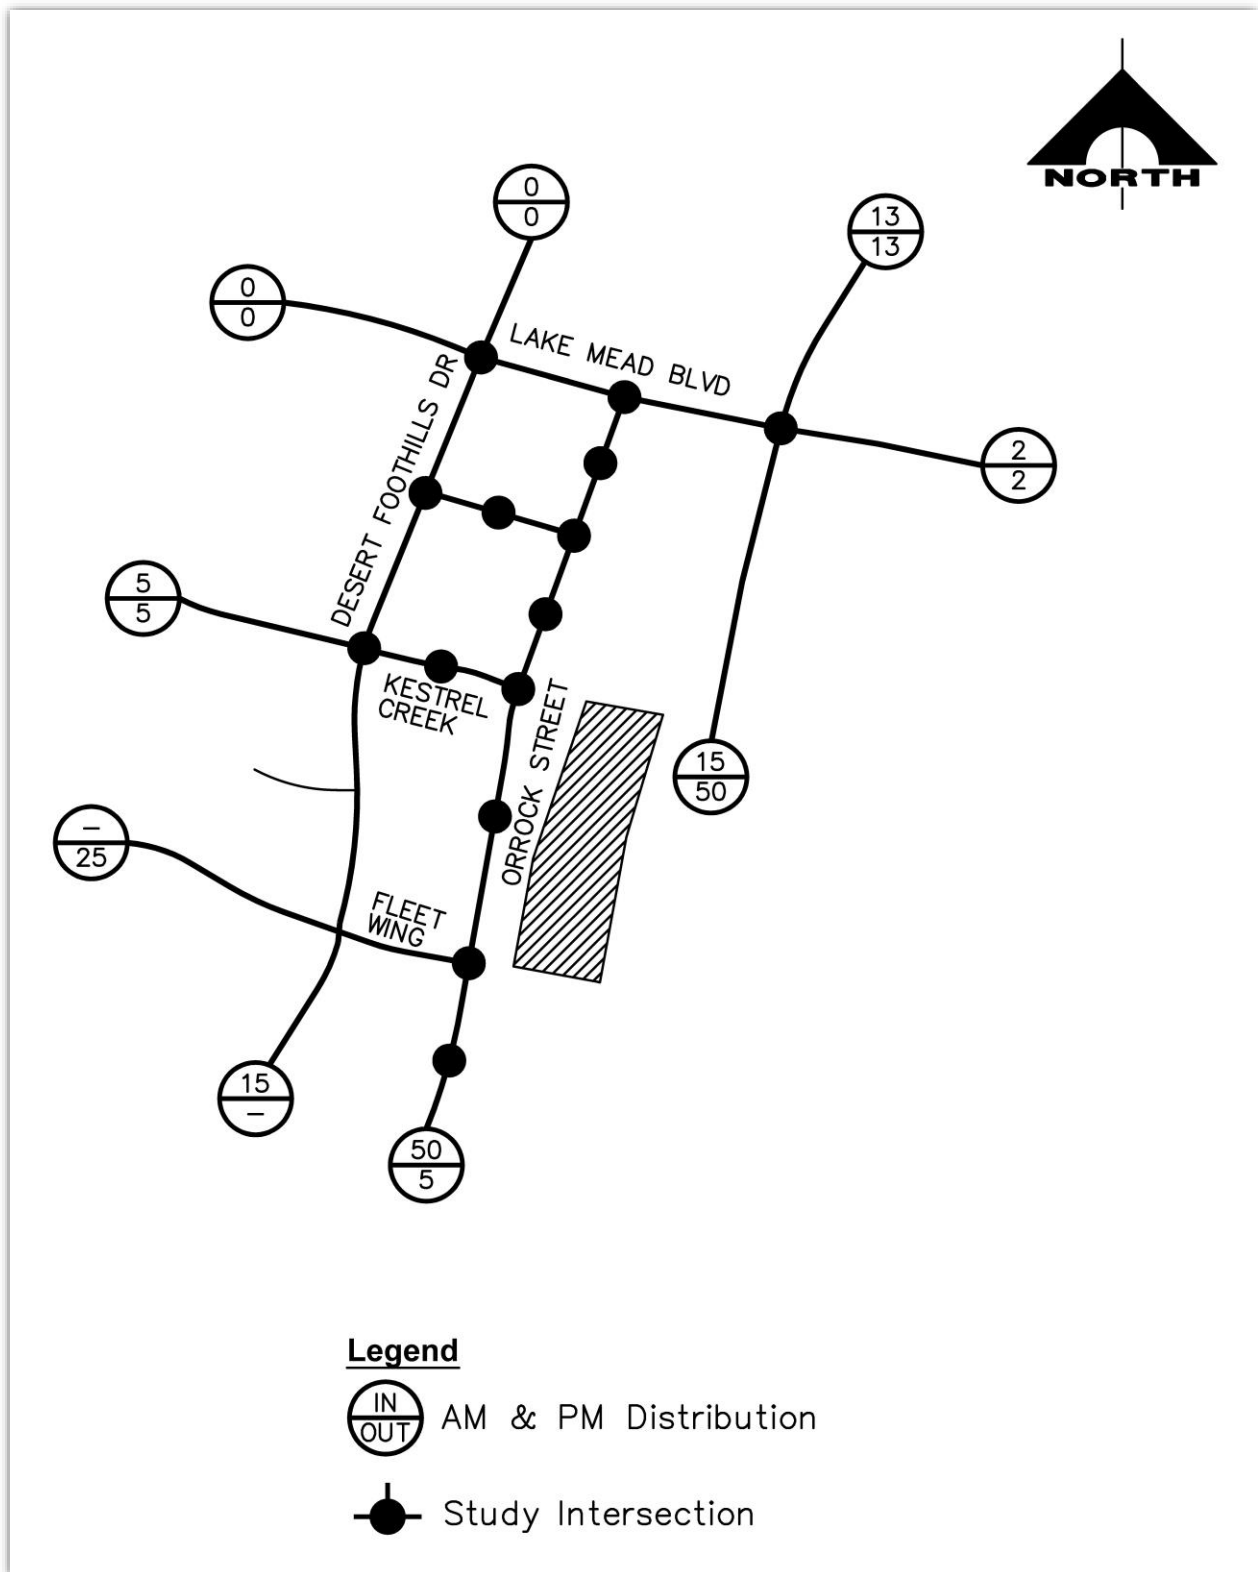 NORTH
0
0
13
13
0
0
LAKE MEAD BLVD
DESERT FOOTHILLS DR
2
2
5
5
KESTREL
CREEK
ORROCK STREET
15
50
–
25
FLEET
WING
15
–
50
5
Legend
IN
OUT
AM & PM Distribution
Study Intersection